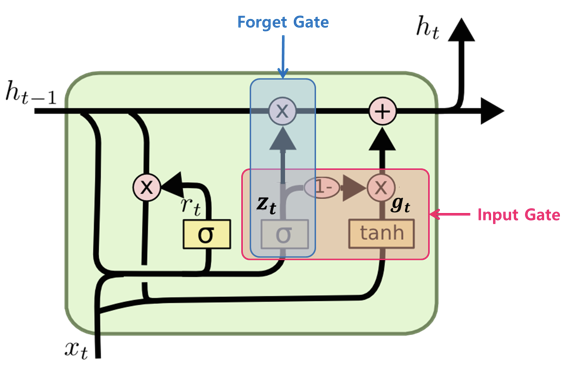 Forget Gate
h_t
h_{t−1}
x
+
x
r_t
z_t
1-
x
g_t
σ
σ
tanh
Input Gate
x_t